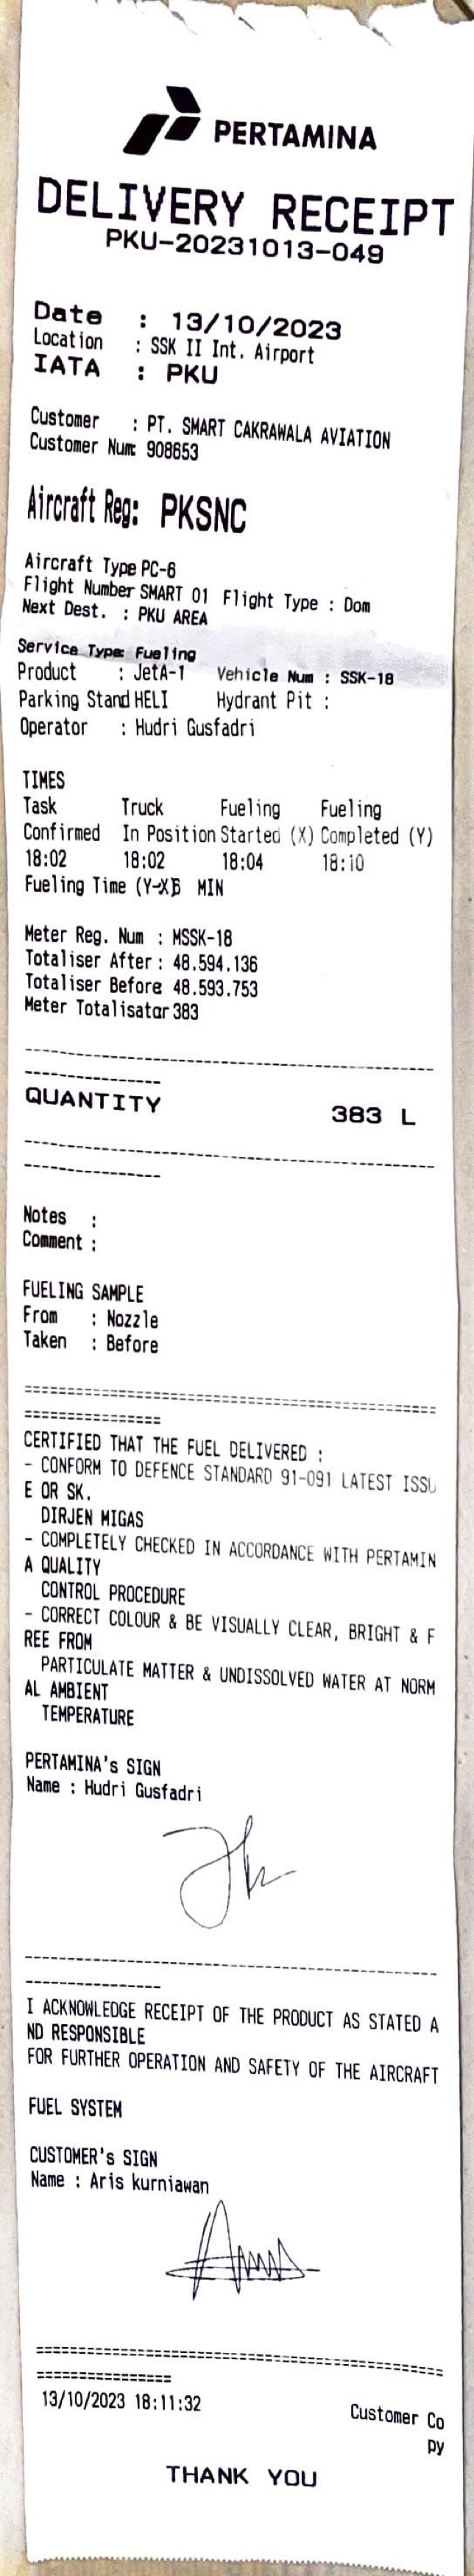 PERTAMINA
DELIVERY RECEIPT
PKU-20231013-049
Date : 13/10/2023
Location : SSK II Int. Airport
IATA : PKU
Customer : PT. SMART CAKRAWALA AVIATION
Customer Num: 908653
Aircraft Reg: PKSNC
Aircraft Type PC-6
Flight Number SMART 01 Flight Type : Dom
Next Dest. : PKU AREA
Service Type: Fueling
Product : JetA-1 Vehicle Num : SSK-18
Parking Stand HELI Hydrant Pit :
Operator : Hudri Gusfadri
TIMES
Task Truck Fueling Fueling
Confirmed In Position Started (X) Completed (Y)
18:02 18:02 18:04 18:10
Fueling Time (Y-X) 6 MIN
Meter Reg. Num : MSSK-18
Totaliser After : 48.594.136
Totaliser Before 48.593.753
Meter Totalisator 383
QUANTITY 383 L
Notes :
Comment :
FUELING SAMPLE
From : Nozzle
Taken : Before
CERTIFIED THAT THE FUEL DELIVERED :
- CONFORM TO DEFENCE STANDARD 91-091 LATEST ISSU
E OR SK.
DIRJEN MIGAS
- COMPLETELY CHECKED IN ACCORDANCE WITH PERTAMIN
A QUALITY
CONTROL PROCEDURE
- CORRECT COLOUR & BE VISUALLY CLEAR, BRIGHT & F
REE FROM
PARTICULATE MATTER & UNDISSOLVED WATER AT NORM
AL AMBIENT
TEMPERATURE
PERTAMINA's SIGN
Name : Hudri Gusfadri
I ACKNOWLEDGE RECEIPT OF THE PRODUCT AS STATED A
ND RESPONSIBLE
FOR FURTHER OPERATION AND SAFETY OF THE AIRCRAFT
FUEL SYSTEM
CUSTOMER's SIGN
Name : Aris kurniawan
13/10/2023 18:11:32 Customer Co
py
THANK YOU